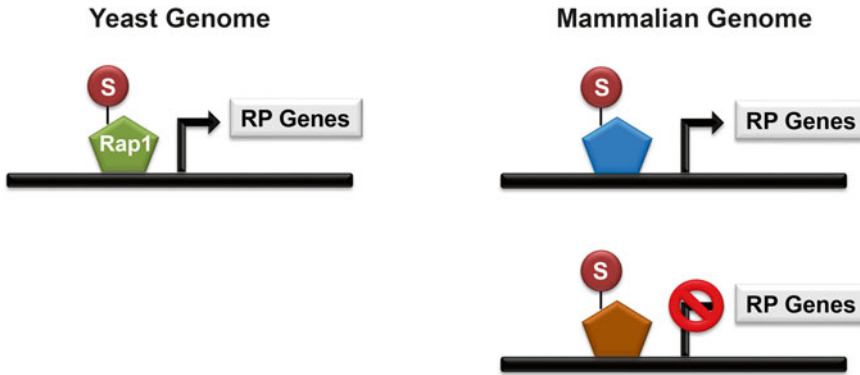 Yeast Genome
S
Rap1
RP Genes
Mammalian Genome
S
RP Genes
S
RP Genes